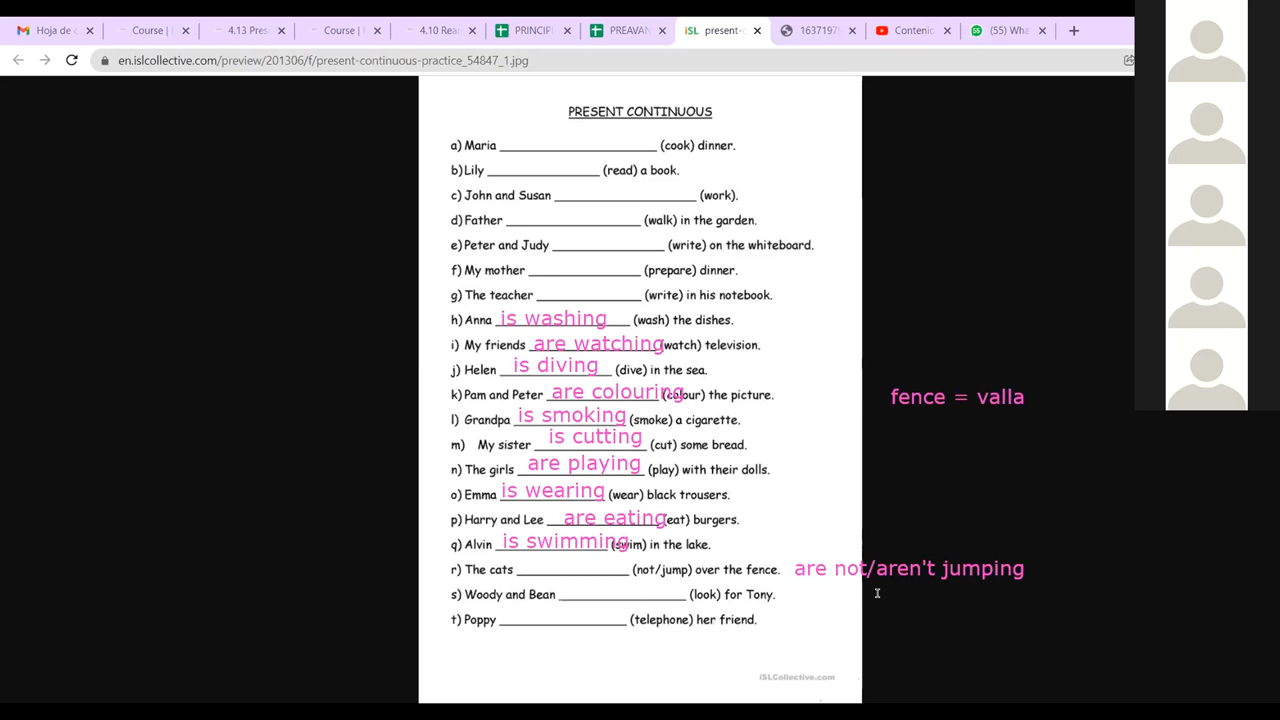 Hoja de c
Course |
4.13 Pres
Course |
4.10 Rea
PRINCIPI
PREAVAN
iSL present-c
1637197
Contenid
(55) Wha
en.islcollective.com/preview/201306/f/present-continuous-practice_54847_1.jpg
PRESENT CONTINUOUS
a) Maria ____________________ (cook) dinner.
b) Lily ____________________ (read) a book.
c) John and Susan ____________________ (work).
d) Father ____________________ (walk) in the garden.
e) Peter and Judy ____________________ (write) on the whiteboard.
f) My mother ____________________ (prepare) dinner.
g) The teacher ____________________ (write) in his notebook.
h) Anna is washing (wash) the dishes.
i) My friends are watching (watch) television.
j) Helen is diving (dive) in the sea.
k) Pam and Peter are colouring (colour) the picture.
fence = valla
l) Grandpa is smoking (smoke) a cigarette.
m) My sister is cutting (cut) some bread.
n) The girls are playing (play) with their dolls.
o) Emma is wearing (wear) black trousers.
p) Harry and Lee are eating (eat) burgers.
q) Alvin is swimming (swim) in the lake.
r) The cats ____________________ (not/jump) over the fence. are not/aren't jumping
s) Woody and Bean ____________________ (look) for Tony.
t) Poppy ____________________ (telephone) her friend.
iSLCollective.com